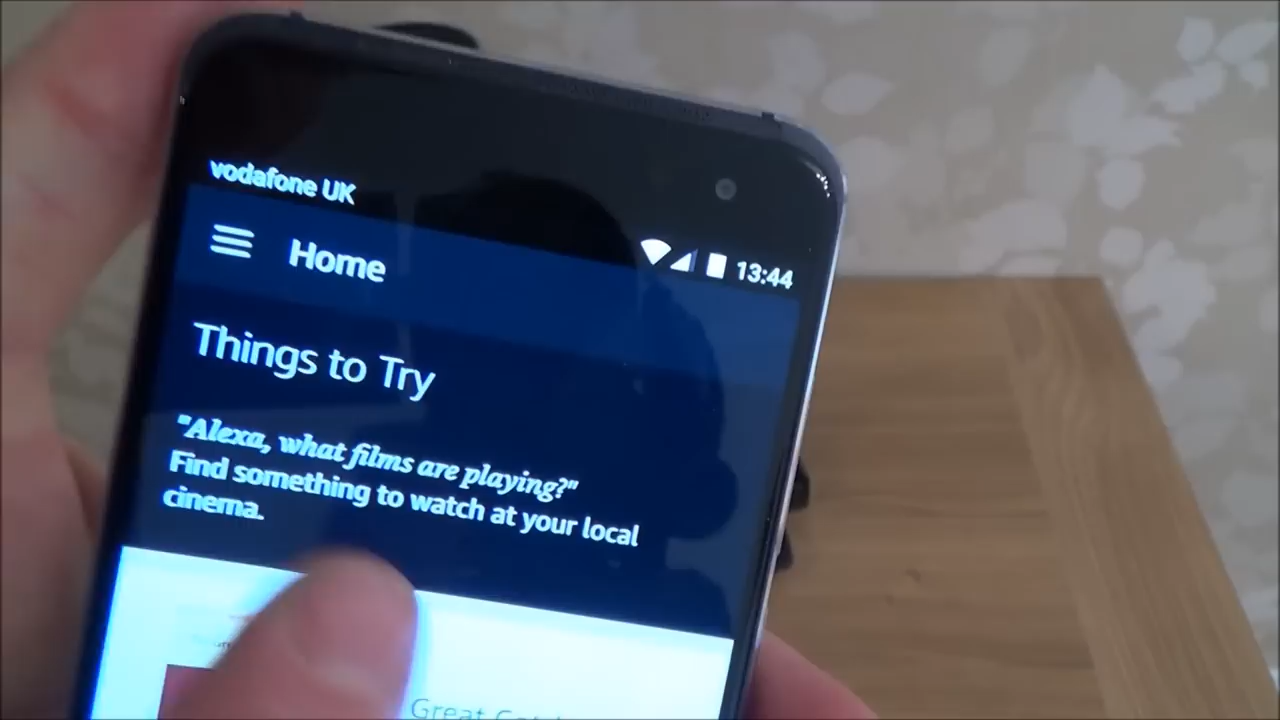 vodafone UK
13:44
Home
Things to Try
"Alexa, what films are playing?"
Find something to watch at your local
cinema.
Great